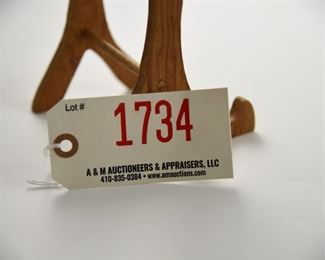 Lot #
1734
A & M AUCTIONEERS & APPRAISERS, LLC
410-835-0384 • www.amauctions.com